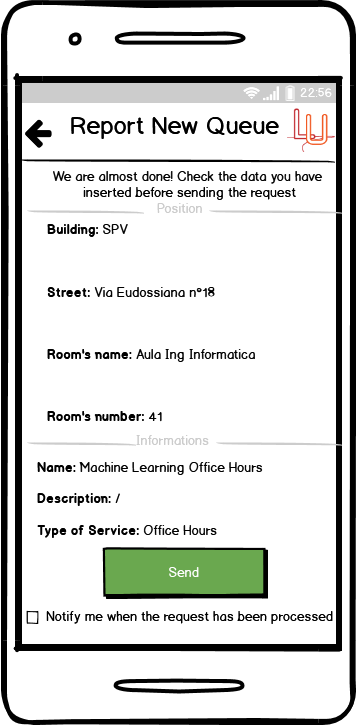 22:56
Report New Queue
LU
We are almost done! Check the data you have
inserted before sending the request
Position
Building: SPV
Street: Via Eudossiana n°18
Room's name: Aula Ing Informatica
Room's number: 41
Informations
Name: Machine Learning Office Hours
Description: /
Type of Service: Office Hours
Send
Notify me when the request has been processed